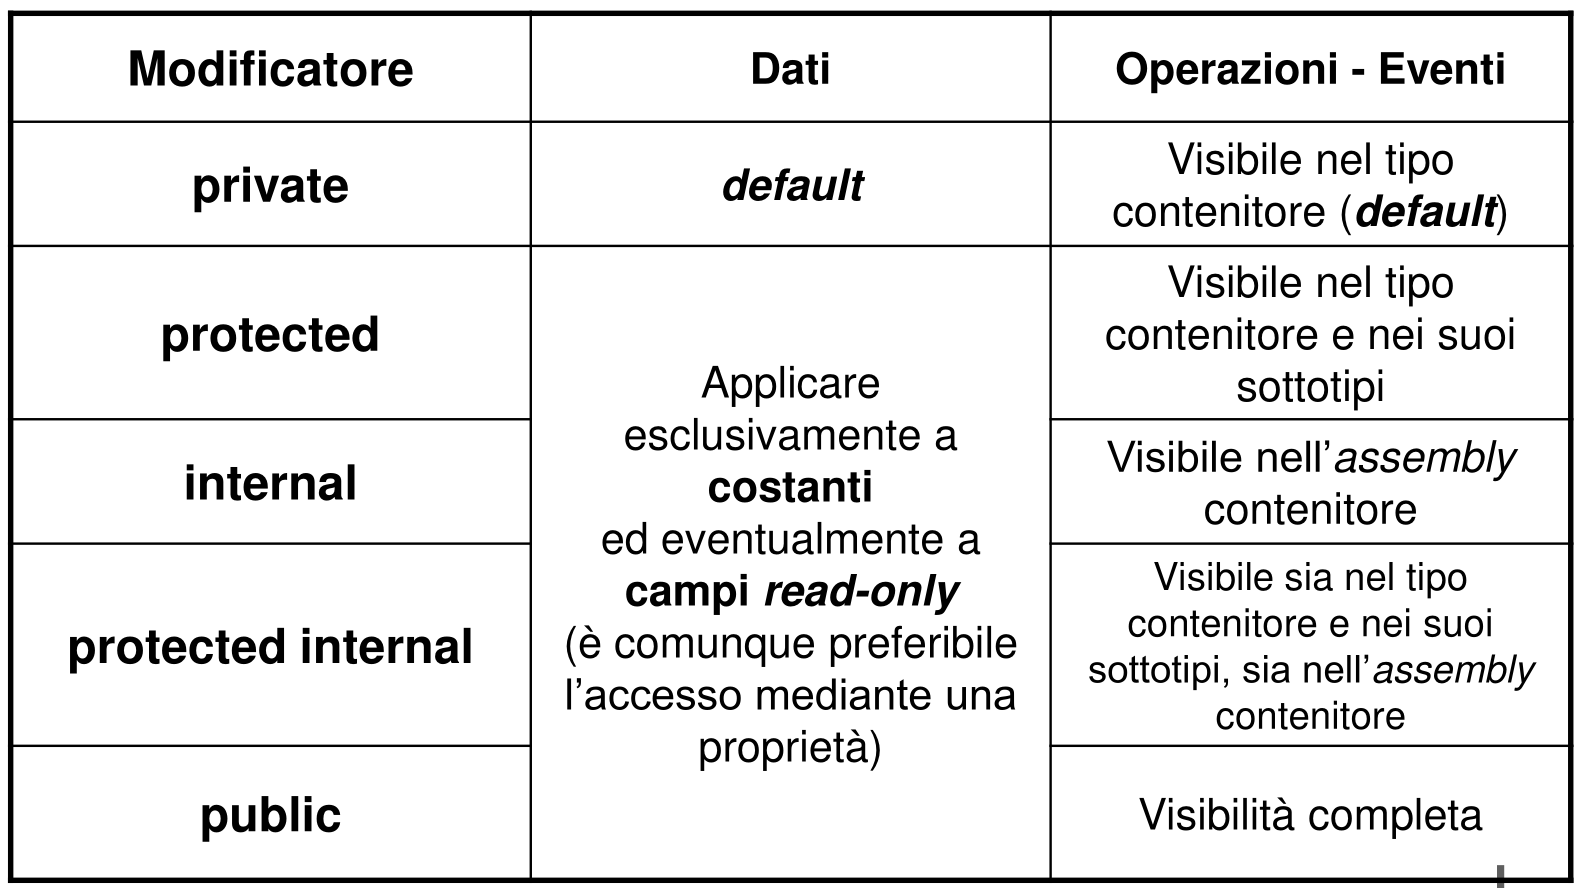 Modificatore
Dati
Operazioni - Eventi
private
default
Visibile nel tipo
contenitore (default)
protected
Applicare
esclusivamente a
costanti
ed eventualmente a
campi read-only
(è comunque preferibile
l’accesso mediante una
proprietà)
Visibile nel tipo
contenitore e nei suoi
sottotipi
internal
Visibile nell’assembly
contenitore
protected internal
Visibile sia nel tipo
contenitore e nei suoi
sottotipi, sia nell’assembly
contenitore
public
Visibilità completa